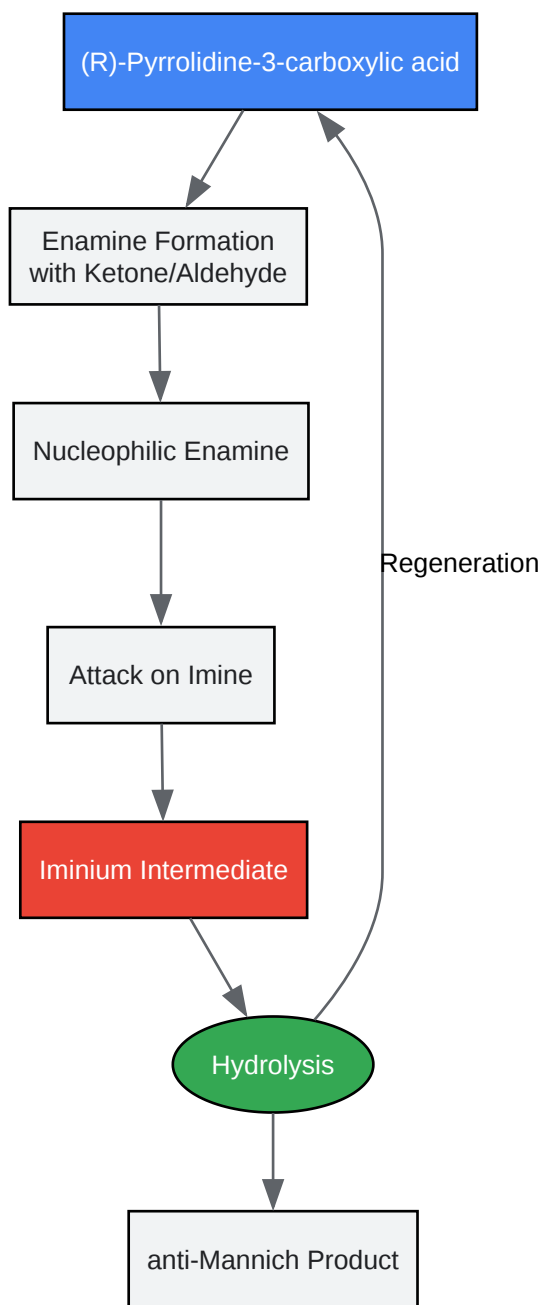 (R)-Pyrrolidine-3-carboxylic acid
Enamine Formation
with Ketone/Aldehyde
Nucleophilic Enamine
Regeneration
Attack on Imine
Iminium Intermediate
Hydrolysis
anti-Mannich Product